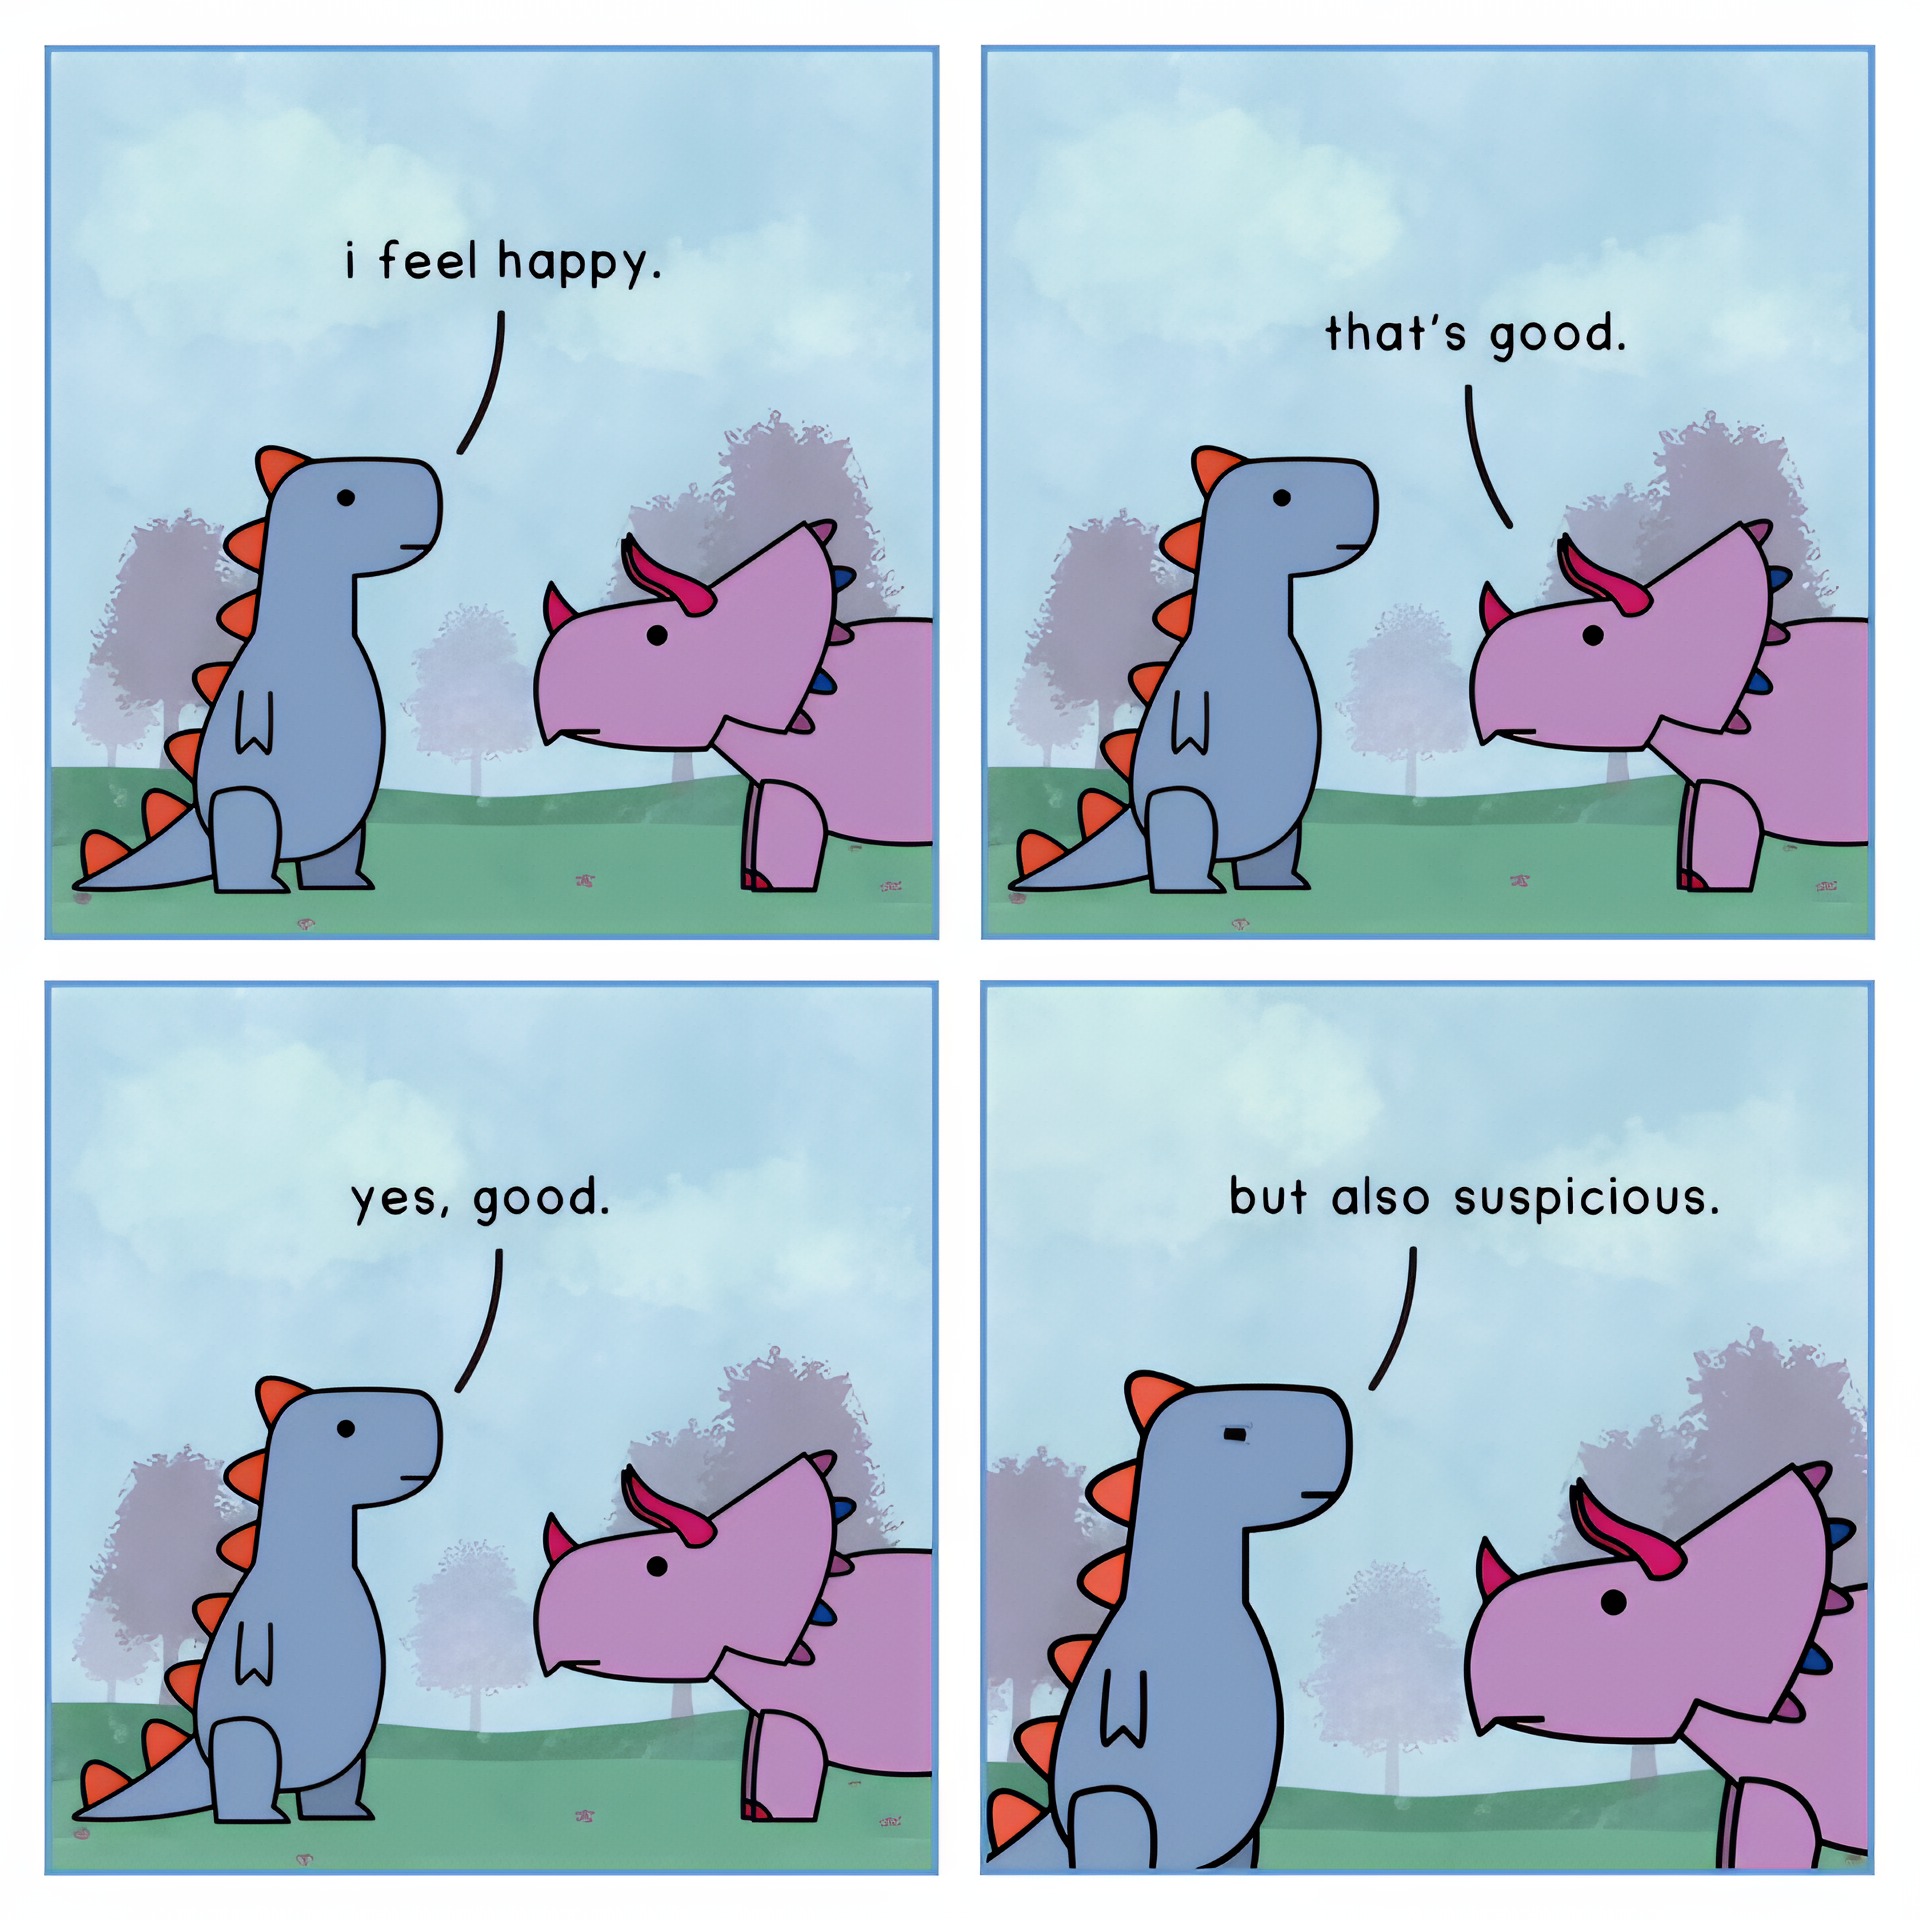 i feel happy.
that's good.
yes, good.
but also suspicious.